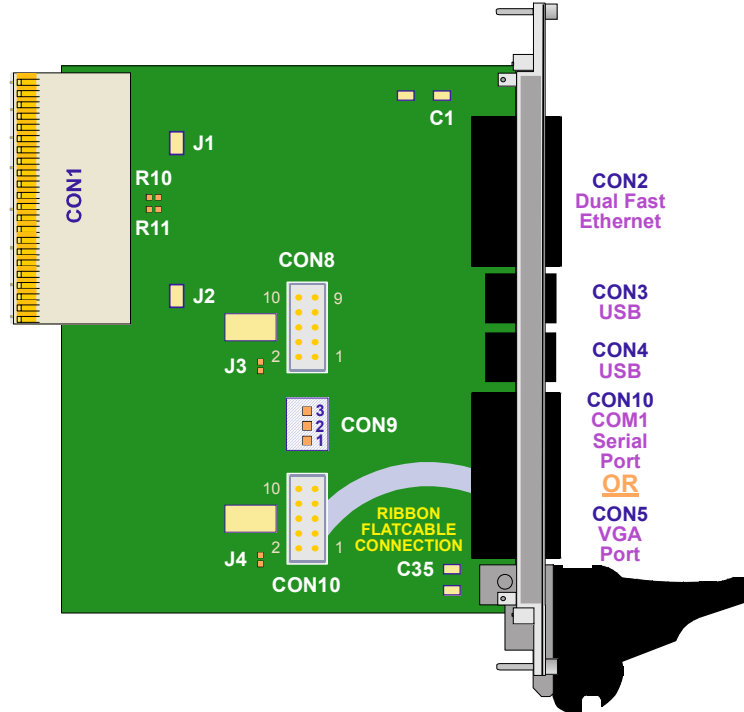 C1
J1
R10
R11
CON1
J2
CON8
10
9
J3
2
1
3
2
1
CON9
10
2
1
J4
CON10
RIBBON
FLATCABLE
CONNECTION
C35
CON2
Dual Fast
Ethernet
CON3
USB
CON4
USB
CON10
COM1
Serial
Port
OR
CON5
VGA
Port